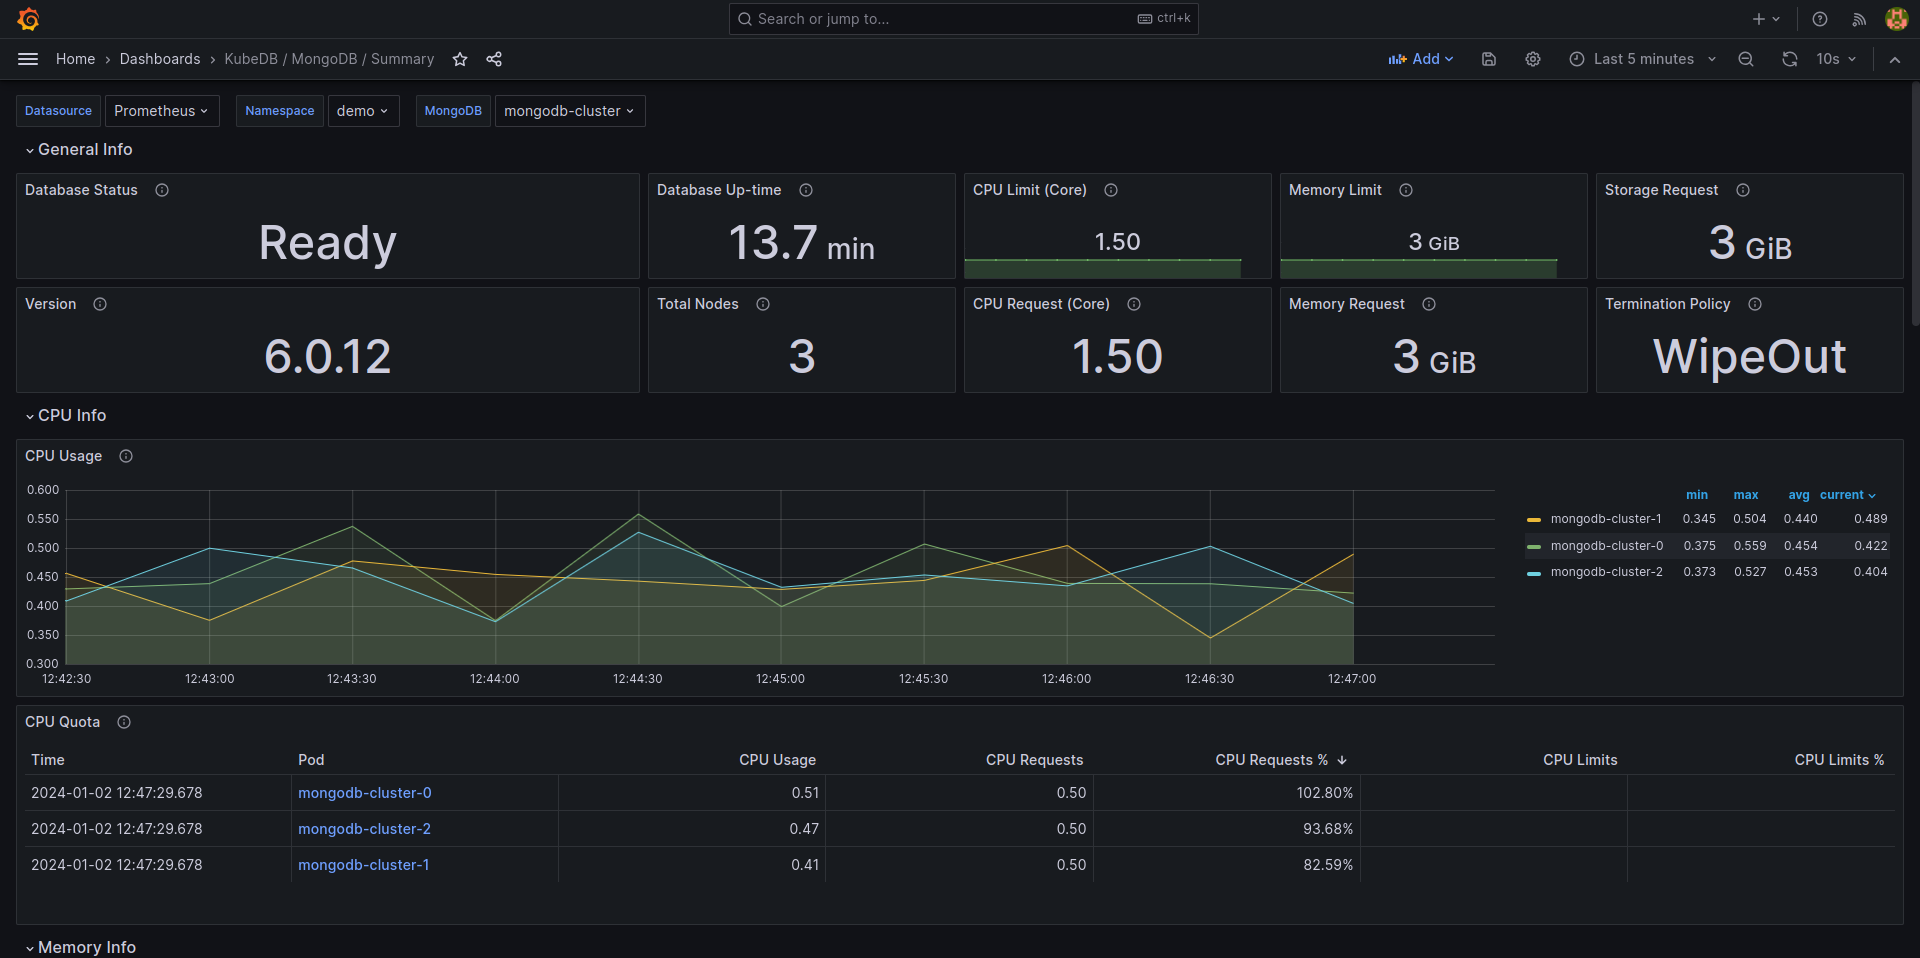 Search or jump to... ctrl+k
Home › Dashboards › KubeDB / MongoDB / Summary Add Last 5 minutes 10s
Datasource Prometheus Namespace demo MongoDB mongodb-cluster
General Info
Database Status Database Up-time CPU Limit (Core) Memory Limit Storage Request
Ready 13.7 min 1.50 3 GiB 3 GiB
Version Total Nodes CPU Request (Core) Memory Request Termination Policy
6.0.12 3 1.50 3 GiB WipeOut
CPU Info
CPU Usage
0.600
0.550
0.500
0.450
0.400
0.350
0.300
12:42:30 12:43:00 12:43:30 12:44:00 12:44:30 12:45:00 12:45:30 12:46:00 12:46:30 12:47:00
min max avg current
mongodb-cluster-1 0.345 0.504 0.440 0.489
mongodb-cluster-0 0.375 0.559 0.454 0.422
mongodb-cluster-2 0.373 0.527 0.453 0.404
CPU Quota
Time Pod CPU Usage CPU Requests CPU Requests % ↓ CPU Limits CPU Limits %
2024-01-02 12:47:29.678 mongodb-cluster-0 0.51 0.50 102.80%
2024-01-02 12:47:29.678 mongodb-cluster-2 0.47 0.50 93.68%
2024-01-02 12:47:29.678 mongodb-cluster-1 0.41 0.50 82.59%
Memory Info